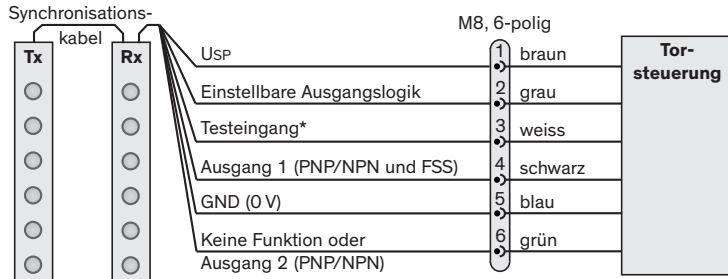 Synchronisations-
kabel
Tx
Rx
M8, 6-polig
USP
1
braun
Einstellbare Ausgangslogik
2
grau
Testeingang*
3
weiss
Ausgang 1 (PNP/NPN und FSS)
4
schwarz
GND (0 V)
5
blau
Keine Funktion oder
Ausgang 2 (PNP/NPN)
6
grün
Tor-
steuerung